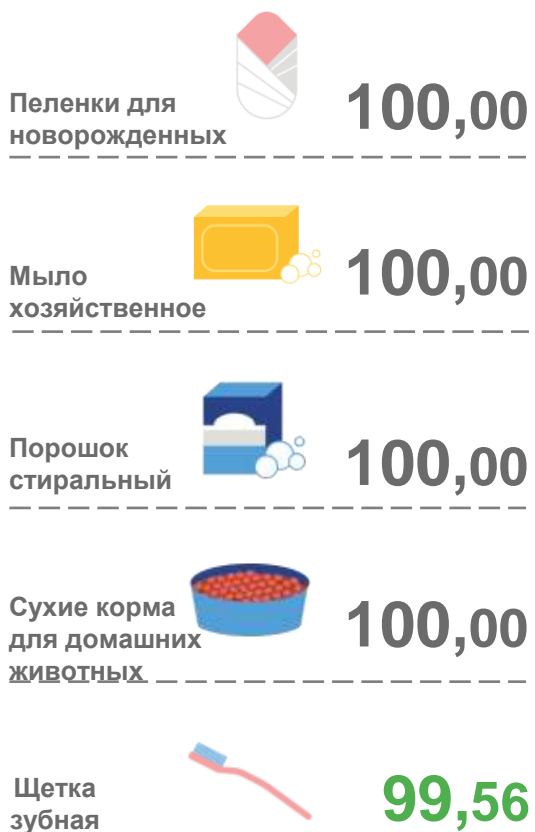 Пеленки для
новорожденных
100,00
Мыло
хозяйственное
100,00
Порошок
стиральный
100,00
Сухие корма
для домашних
животных
100,00
Щетка
зубная
99,56